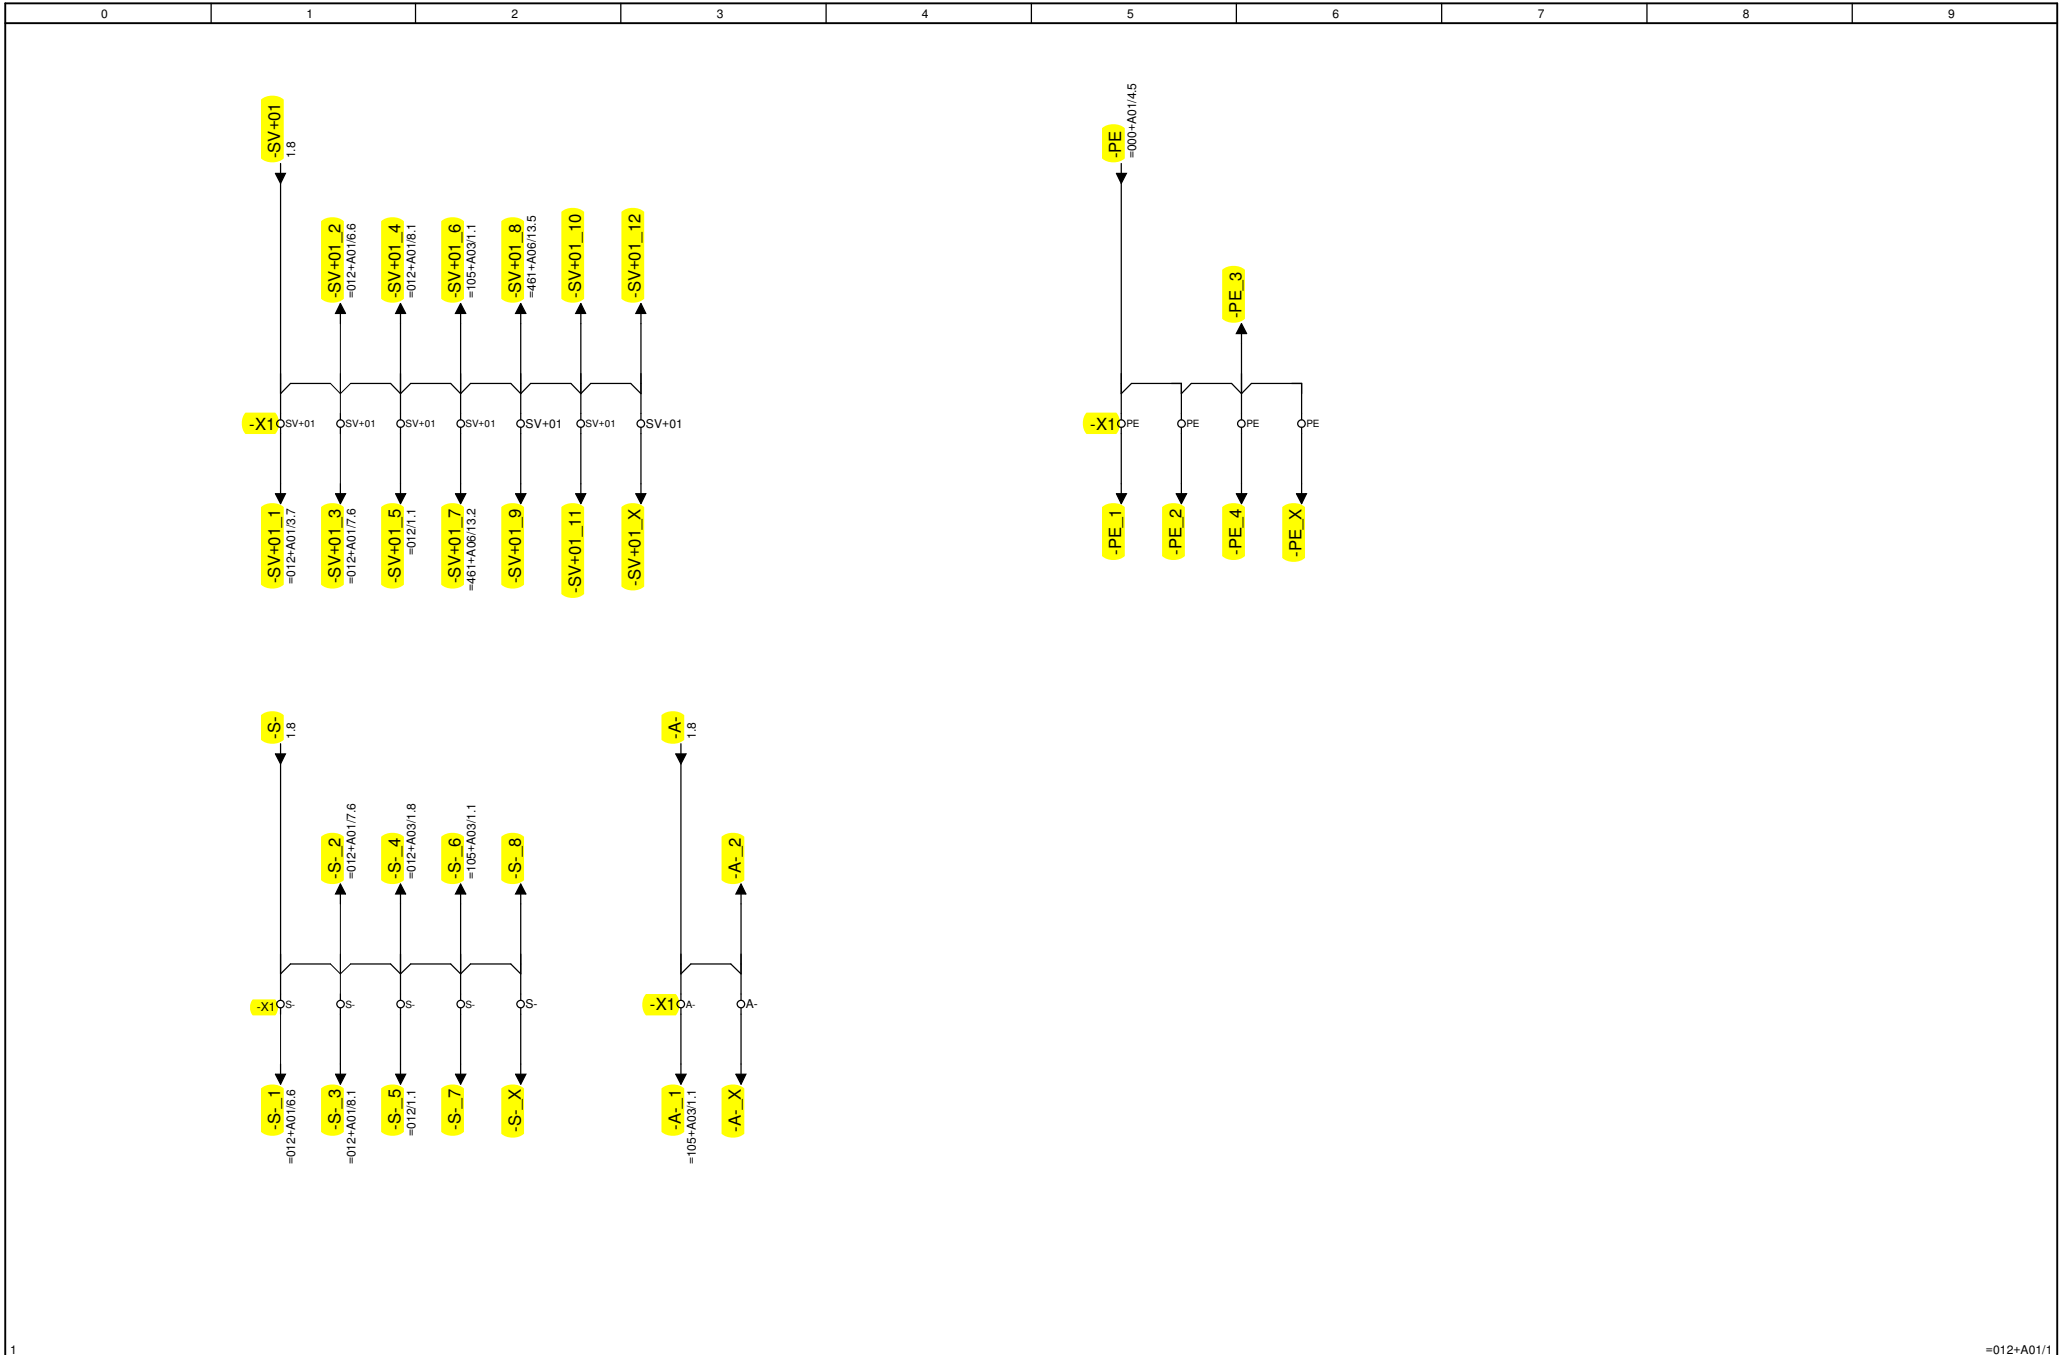 0 1 2 3 4 5 6 7 8 9
-SV+01
1.8
-PE
=000+A01/4.5
-SV+01_2
=012+A01/6.6
-SV+01_4
=012+A01/8.1
-SV+01_6
=105+A03/1.1
-SV+01_8
=461+A06/13.5
-SV+01_10
-SV+01_12
-PE_3
-X1 SV+01 SV+01 SV+01 SV+01 SV+01 SV+01 SV+01
-X1 PE PE PE PE
-SV+01_1
=012+A01/3.7
-SV+01_3
=012+A01/7.6
-SV+01_5
=012/1.1
-SV+01_7
=461+A06/13.2
-SV+01_9
-SV+01_11
-SV+01_X
-PE_1
-PE_2
-PE_4
-PE_X
-S-
1.8
-A-
1.8
-S-_2
=012+A01/7.6
-S-_4
=012+A03/1.8
-S-_6
=105+A03/1.1
-S-_8
-A-_2
-X1 S- S- S- S- S-
-X1 A- A-
-S-_1
=012+A01/6.6
-S-_3
=012+A01/8.1
-S-_5
=012/1.1
-S-_7
-S-_X
-A-_1
=105+A03/1.1
-A-_X
1
=012+A01/1